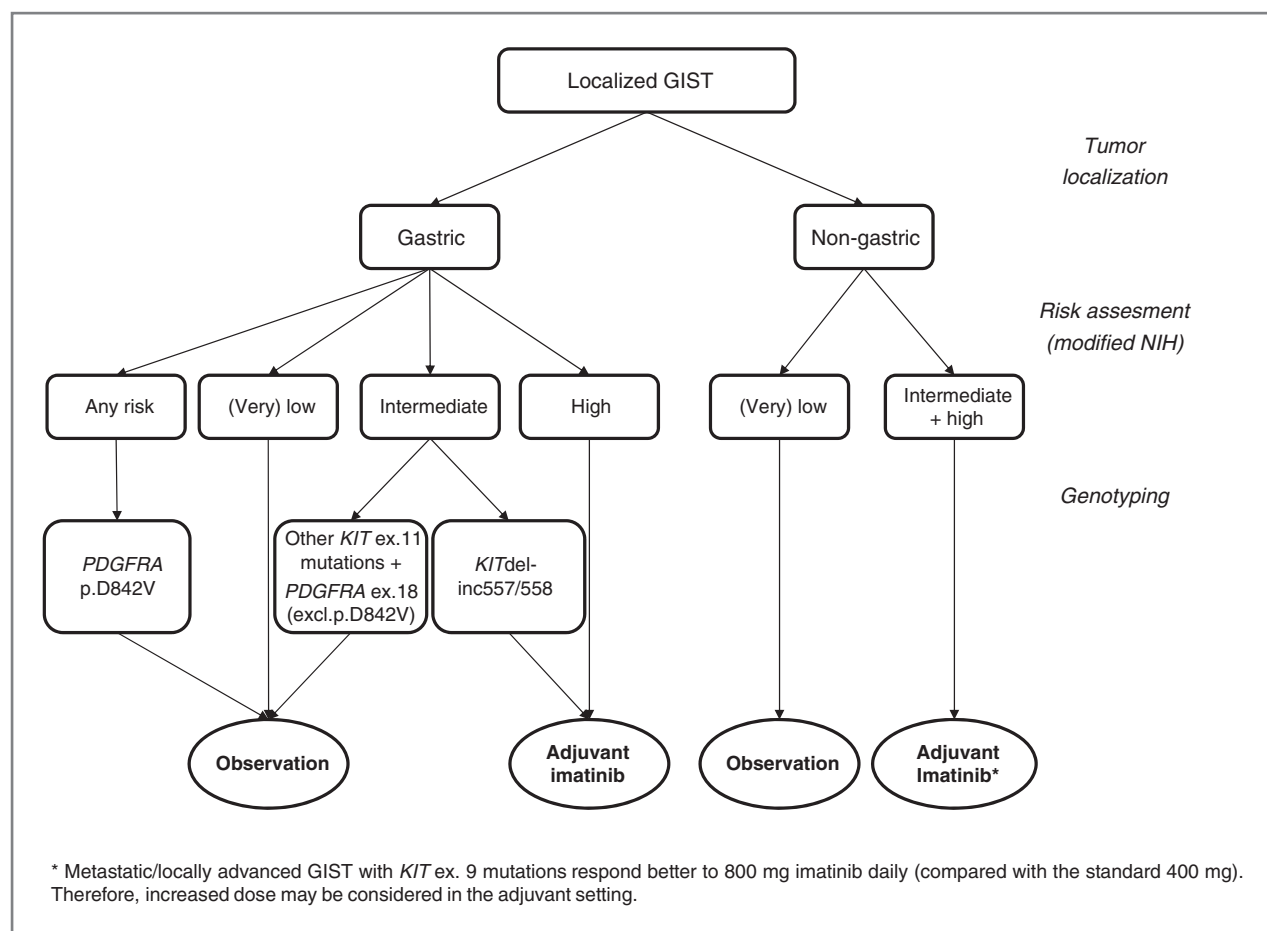 Localized GIST
Tumor
localization
Gastric
Non-gastric
Risk assesment
(modified NIH)
Any risk
(Very) low
Intermediate
High
(Very) low
Intermediate
+ high
Genotyping
PDGFRA
p.D842V
Other KIT ex.11
mutations +
PDGFRA ex.18
(excl.p.D842V)
KITdel-
inc557/558
Observation
Adjuvant
imatinib
Observation
Adjuvant
Imatinib*
* Metastatic/locally advanced GIST with KIT ex. 9 mutations respond better to 800 mg imatinib daily (compared with the standard 400 mg).
Therefore, increased dose may be considered in the adjuvant setting.